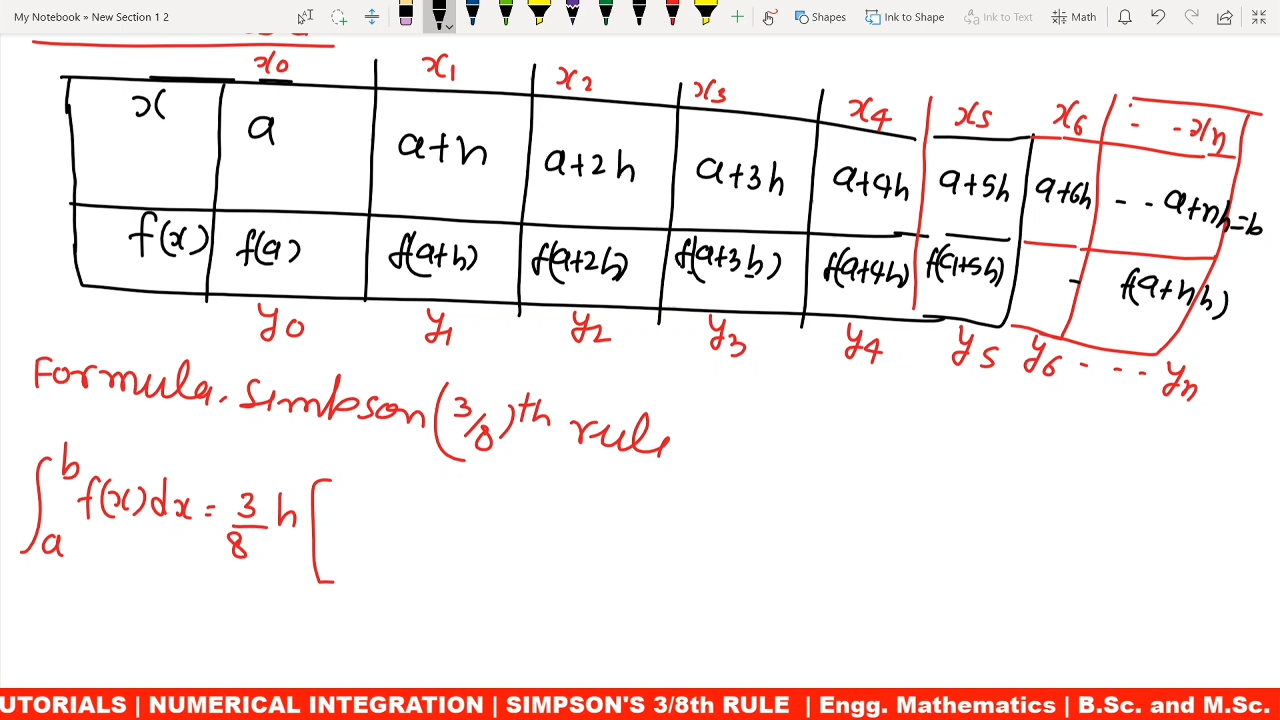 My Notebook » New Section 1 2
Shapes Ink to Shape Ink to Text Math
x0 x1 x2 x3 x4 x5 x6 : - - xn
x a a+h a+2h a+3h a+4h a+5h a+6h - - a+nh=b
f(x) f(a) f(a+h) f(a+2h) f(a+3h) f(a+4h) f(a+5h) - f(a+nh)
y0 y1 y2 y3 y4 y5 y6 . . . . yn
Formula. Simpson (3/8)th rule
∫_a^b f(x)dx = 3/8 h [
UTORIALS | NUMERICAL INTEGRATION | SIMPSON'S 3/8th RULE | Engg. Mathematics | B.Sc. and M.Sc.